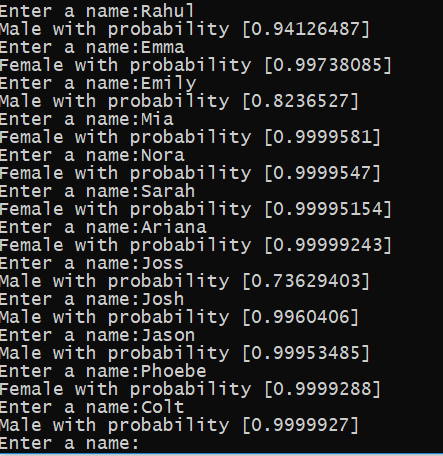 Enter a name:Rahul
Male with probability [0.94126487]
Enter a name:Emma
Female with probability [0.99738085]
Enter a name:Emily
Male with probability [0.8236527]
Enter a name:Mia
Female with probability [0.9999581]
Enter a name:Nora
Female with probability [0.9999547]
Enter a name:Sarah
Female with probability [0.99995154]
Enter a name:Ariana
Female with probability [0.99999243]
Enter a name:Joss
Male with probability [0.73629403]
Enter a name:Josh
Male with probability [0.9960406]
Enter a name:Jason
Male with probability [0.99953485]
Enter a name:Phoebe
Female with probability [0.9999288]
Enter a name:Colt
Male with probability [0.9999927]
Enter a name: